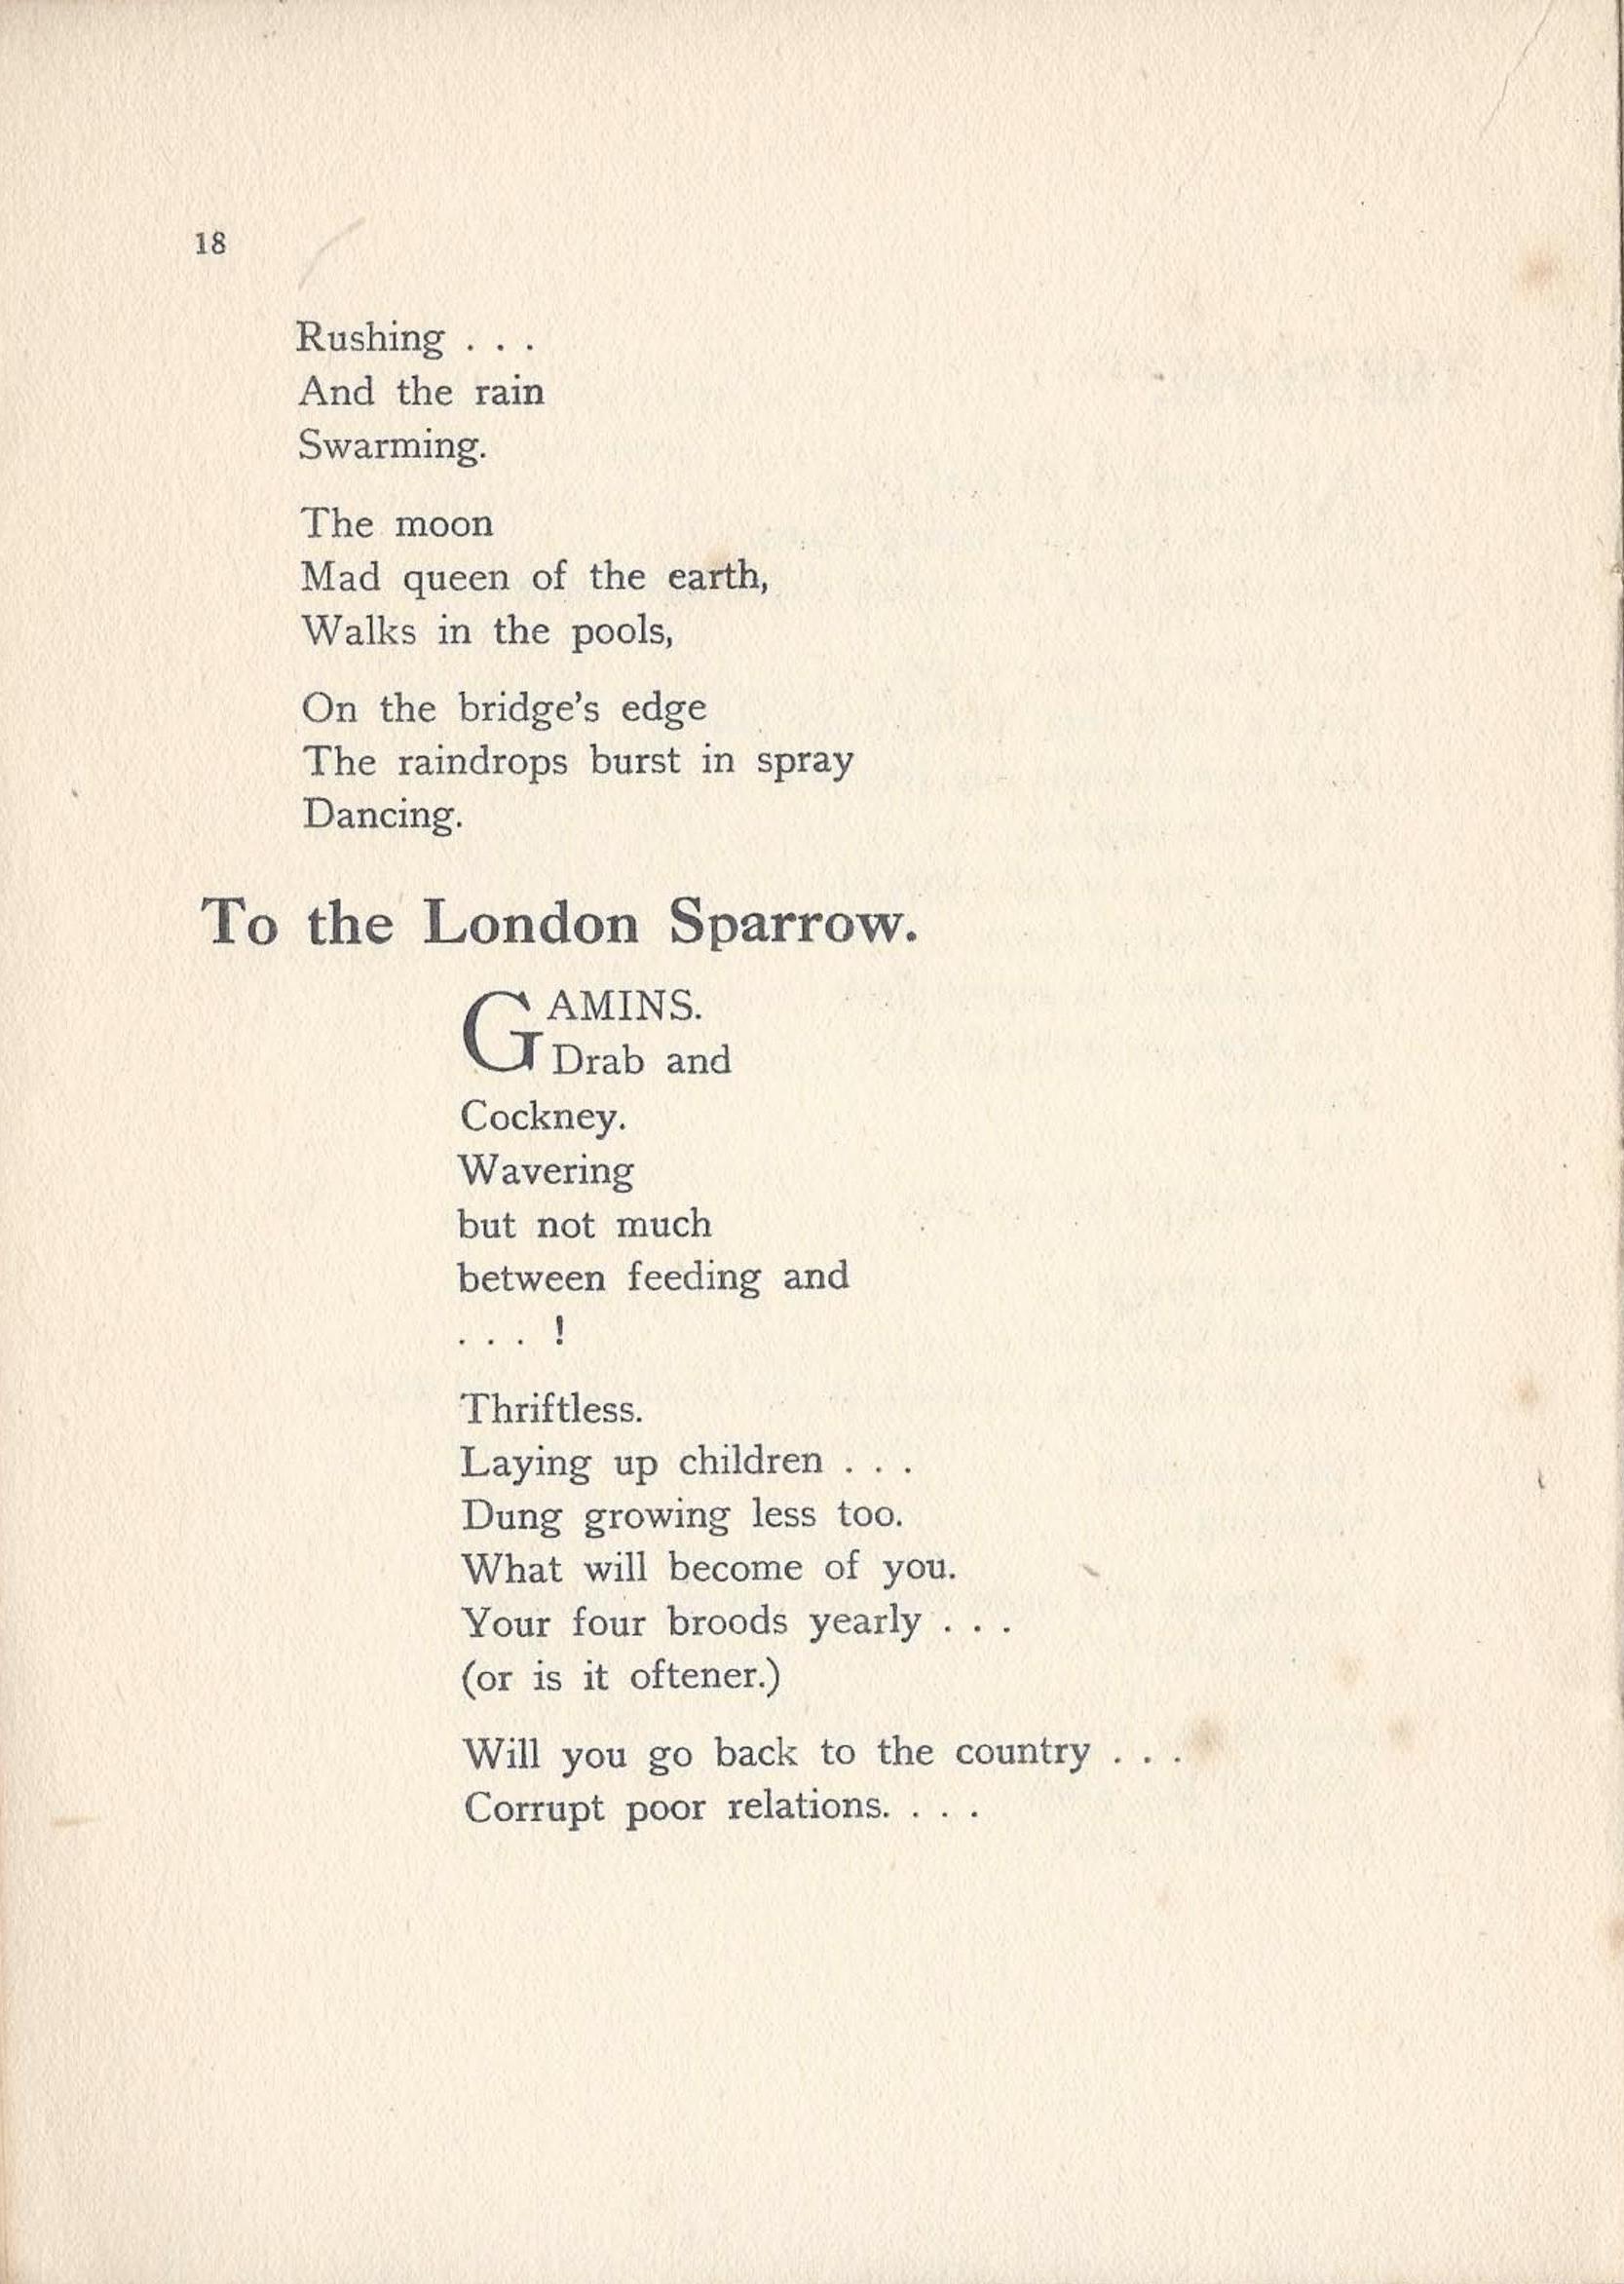 18
Rushing . . .
And the rain
Swarming.
The moon
Mad queen of the earth,
Walks in the pools,
On the bridge's edge
The raindrops burst in spray
Dancing.
To the London Sparrow.
GAMINS.
Drab and
Cockney.
Wavering
but not much
between feeding and
. . . !
Thriftless.
Laying up children . . .
Dung growing less too.
What will become of you.
Your four broods yearly . . .
(or is it oftener.)
Will you go back to the country . . .
Corrupt poor relations. . . .